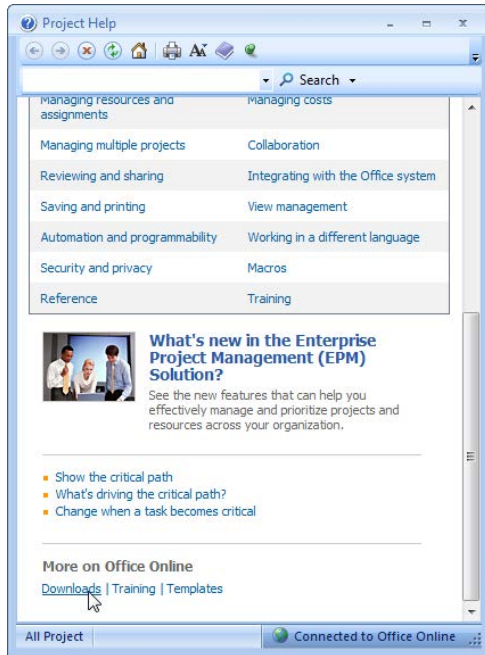 Project Help
Search
Managing resources and assignments
Managing costs
Managing multiple projects
Collaboration
Reviewing and sharing
Integrating with the Office system
Saving and printing
View management
Automation and programmability
Working in a different language
Security and privacy
Macros
Reference
Training
What's new in the Enterprise
Project Management (EPM)
Solution?
See the new features that can help you
effectively manage and prioritize projects and
resources across your organization.
Show the critical path
What's driving the critical path?
Change when a task becomes critical
More on Office Online
Downloads | Training | Templates
All Project
Connected to Office Online